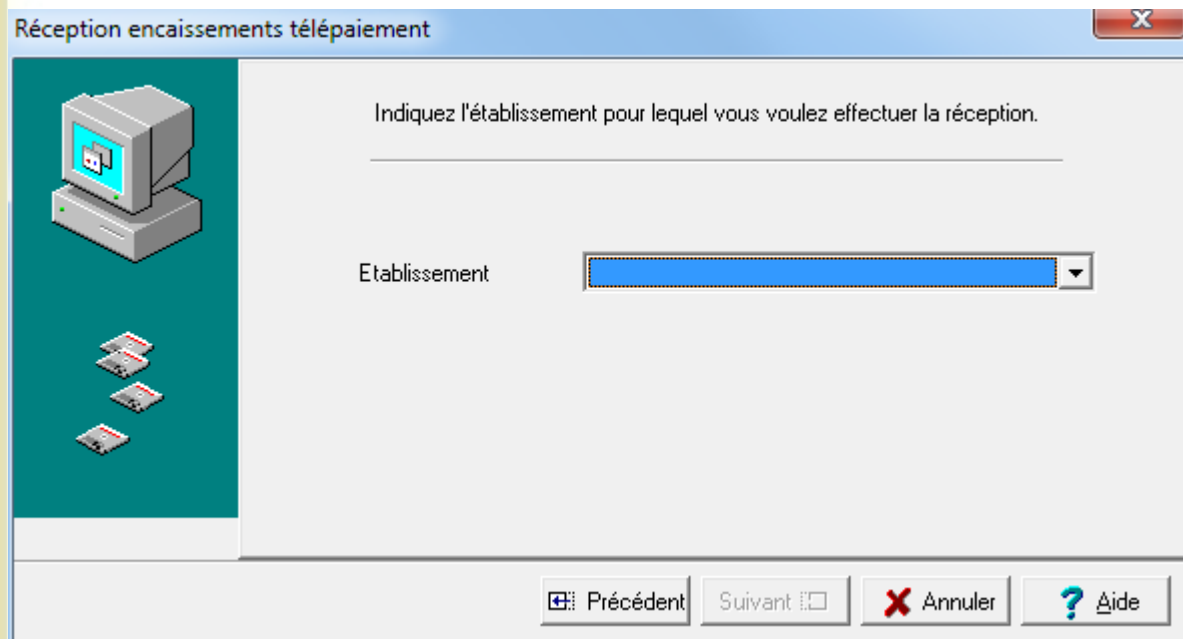 Réception encaissements télépaiement
Indiquez l'établissement pour lequel vous voulez effectuer la réception.
Etablissement
Précédent Suivant Annuler Aide